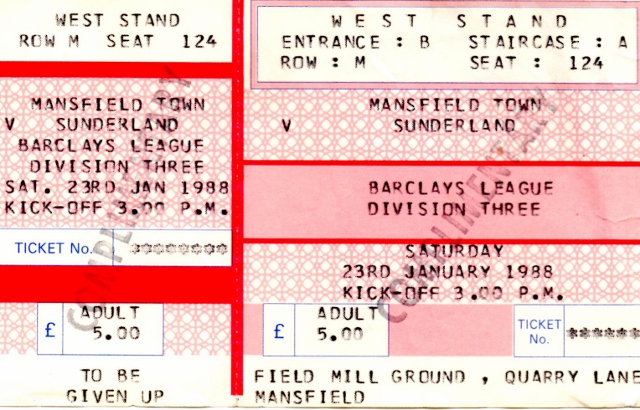 WEST STAND
ROW M SEAT 124
MANSFIELD TOWN
V SUNDERLAND
BARCLAYS LEAGUE
DIVISION THREE
SAT. 23RD JAN 1988
KICK-OFF 3.00 P.M.
TICKET No. ********
£ ADULT
5.00
TO BE
GIVEN UP
COMPLIMENTARY
WEST STAND
ENTRANCE : B STAIRCASE : A
ROW : M SEAT : 124
MANSFIELD TOWN
V SUNDERLAND
BARCLAYS LEAGUE
DIVISION THREE
SATURDAY
23RD JANUARY 1988
KICK-OFF 3.00 P.M.
£ ADULT
5.00
TICKET
No. ******
FIELD MILL GROUND , QUARRY LANE
MANSFIELD
COMPLIMENTARY